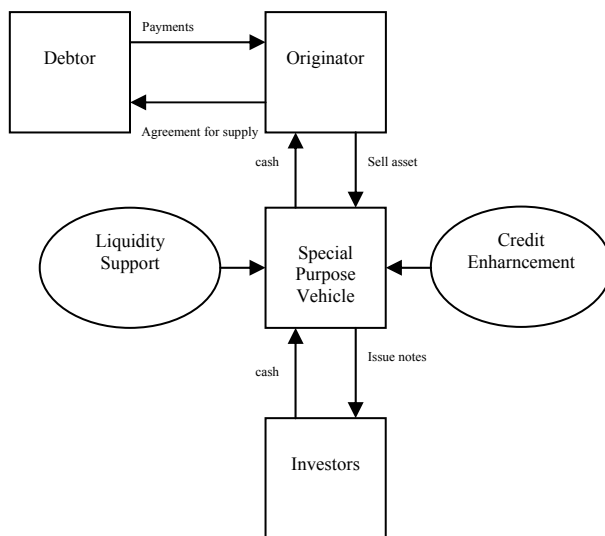 Payments
Debtor
Originator
Agreement for supply
cash
Sell asset
Liquidity
Support
Special
Purpose
Vehicle
Credit
Enharncement
cash
Issue notes
Investors